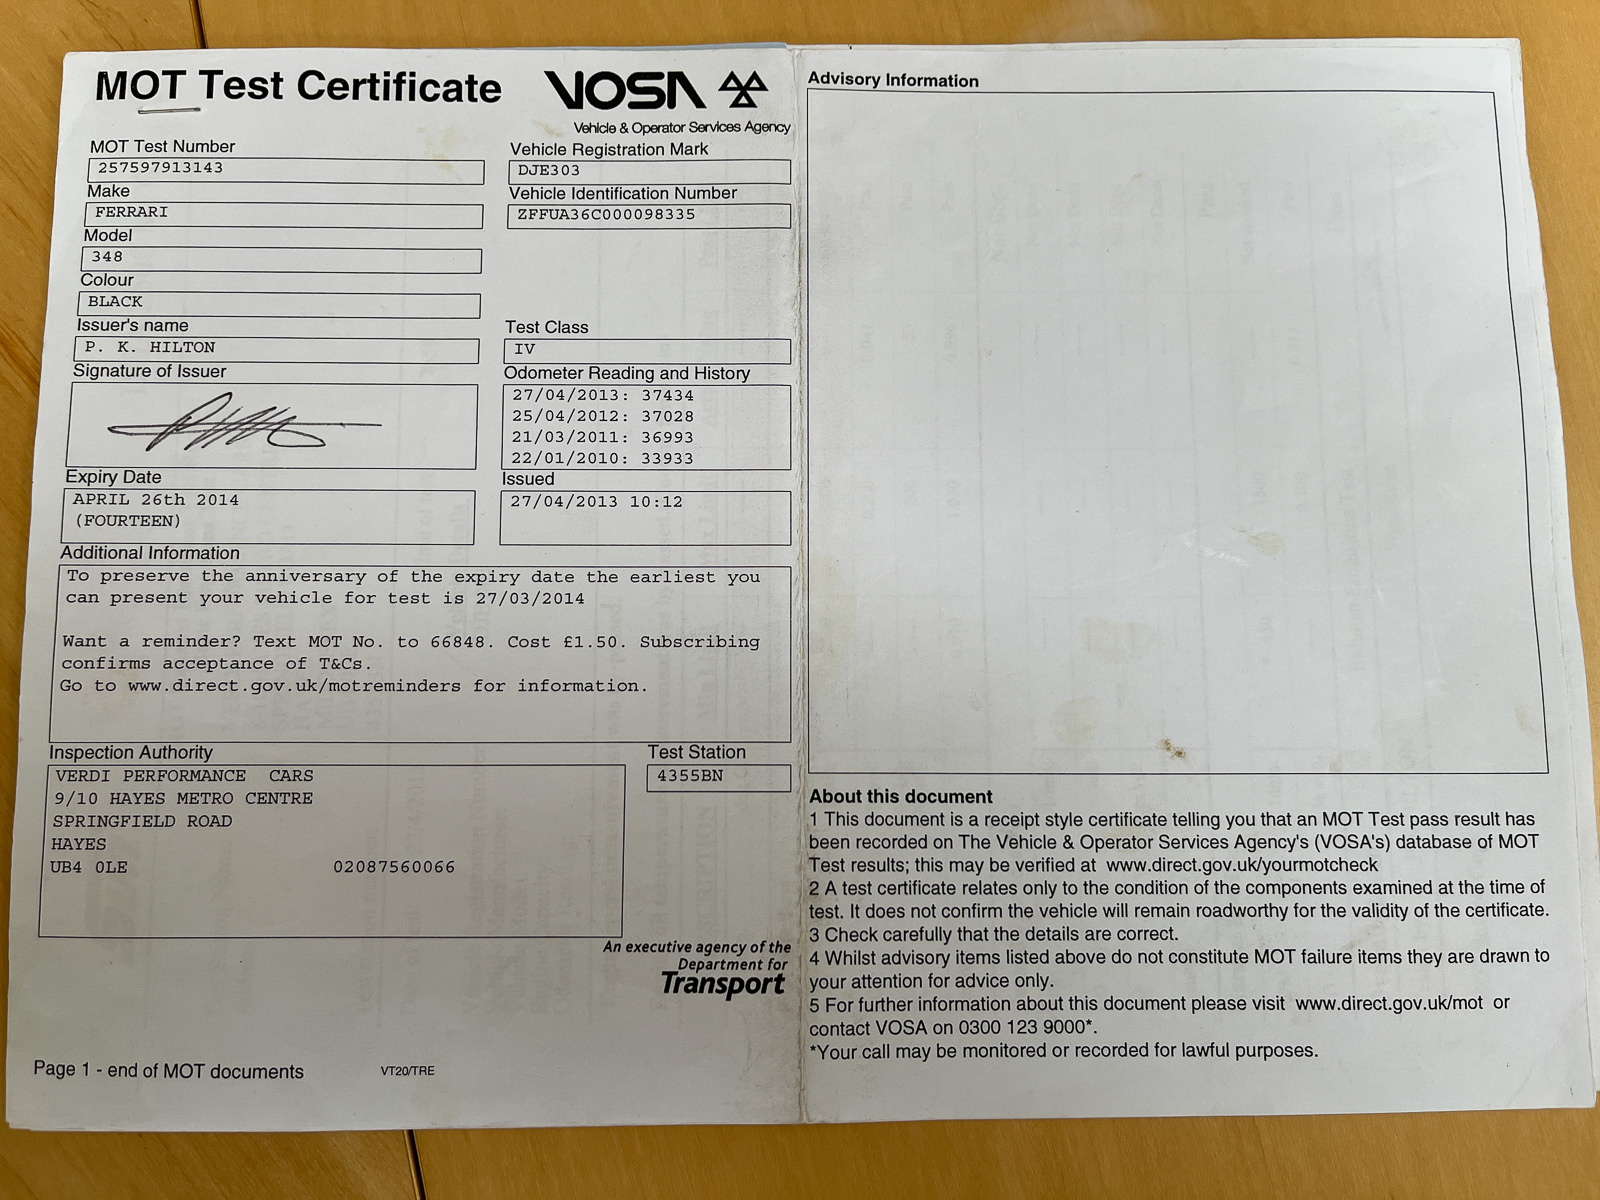 MOT Test Certificate
VOSA
Vehicle & Operator Services Agency
MOT Test Number
257597913143
Vehicle Registration Mark
DJE303
Make
FERRARI
Vehicle Identification Number
ZFFUA36C000098335
Model
348
Colour
BLACK
Issuer's name
P. K. HILTON
Test Class
IV
Signature of Issuer
Odometer Reading and History
27/04/2013: 37434
25/04/2012: 37028
21/03/2011: 36993
22/01/2010: 33933
Expiry Date
APRIL 26th 2014
(FOURTEEN)
Issued
27/04/2013 10:12
Additional Information
To preserve the anniversary of the expiry date the earliest you
can present your vehicle for test is 27/03/2014
Want a reminder? Text MOT No. to 66848. Cost £1.50. Subscribing
confirms acceptance of T&Cs.
Go to www.direct.gov.uk/motreminders for information.
Inspection Authority
VERDI PERFORMANCE CARS
9/10 HAYES METRO CENTRE
SPRINGFIELD ROAD
HAYES
UB4 0LE 02087560066
Test Station
4355BN
An executive agency of the
Department for
Transport
Page 1 - end of MOT documents
VT20/TRE
Advisory Information
About this document
1 This document is a receipt style certificate telling you that an MOT Test pass result has
been recorded on The Vehicle & Operator Services Agency's (VOSA's) database of MOT
Test results; this may be verified at www.direct.gov.uk/yourmotcheck
2 A test certificate relates only to the condition of the components examined at the time of
test. It does not confirm the vehicle will remain roadworthy for the validity of the certificate.
3 Check carefully that the details are correct.
4 Whilst advisory items listed above do not constitute MOT failure items they are drawn to
your attention for advice only.
5 For further information about this document please visit www.direct.gov.uk/mot or
contact VOSA on 0300 123 9000*.
*Your call may be monitored or recorded for lawful purposes.